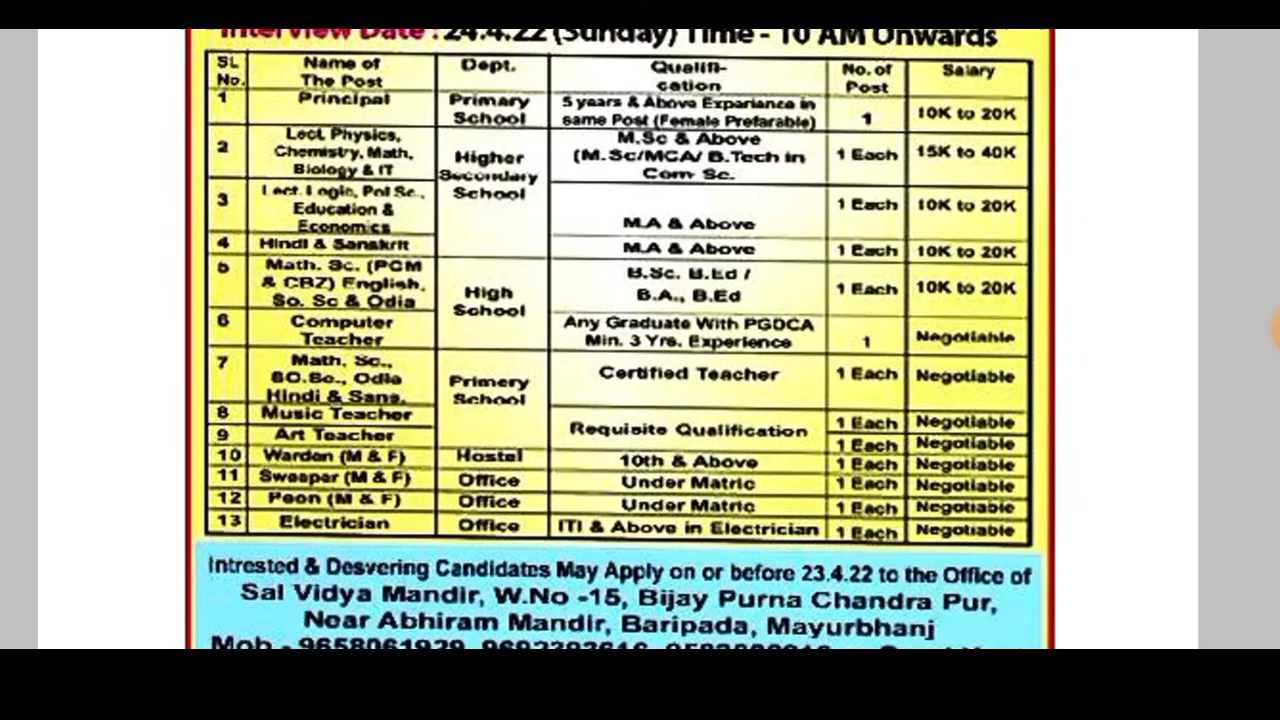 Interview Date : 24.4.22 (Sunday) Time - 10 AM Onwards
SL No. | Name of The Post | Dept. | Qualifi-cation | No. of Post | Salary
1 | Principal | Primary School | 5 years & Above Experiance in same Post (Female Prefarable) | 1 | 10K to 20K
2 | Lect. Physics, Chemistry, Math, Biology & IT | Higher Secondary School | M.Sc & Above (M. Sc/MCA/ B.Tech in Com Sc. | 1 Each | 15K to 40K
3 | Lect. Logic, Pol Sc., Education & Economics | M.A & Above | 1 Each | 10K to 20K
4 | Hindi & Sanskrit | M.A & Above | 1 Each | 10K to 20K
5 | Math. Sc. (PCM & CBZ) English, So. Sc & Odia | High School | B.Sc. B.Ed / B.A., B.Ed | 1 Each | 10K to 20K
6 | Computer Teacher | Any Graduate With PGDCA Min. 3 Yrs. Experience | 1 | Negotiable
7 | Math, Sc., SO.Sc., Odia Hindi & Sans. | Primery School | Certified Teacher | 1 Each | Negotiable
8 | Music Teacher | Requisite Qualification | 1 Each | Negotiable
9 | Art Teacher | 1 Each | Negotiable
10 | Warden (M & F) | Hostel | 10th & Above | 1 Each | Negotiable
11 | Sweeper (M & F) | Office | Under Matric | 1 Each | Negotiable
12 | Peon (M & F) | Office | Under Matric | 1 Each | Negotiable
13 | Electrician | Office | ITI & Above in Electrician | 1 Each | Negotiable
Intrested & Desvering Candidates May Apply on or before 23.4.22 to the Office of
Sal Vidya Mandir, W.No -15, Bijay Purna Chandra Pur,
Near Abhiram Mandir, Baripada, Mayurbhanj
Mob - 9658061929,